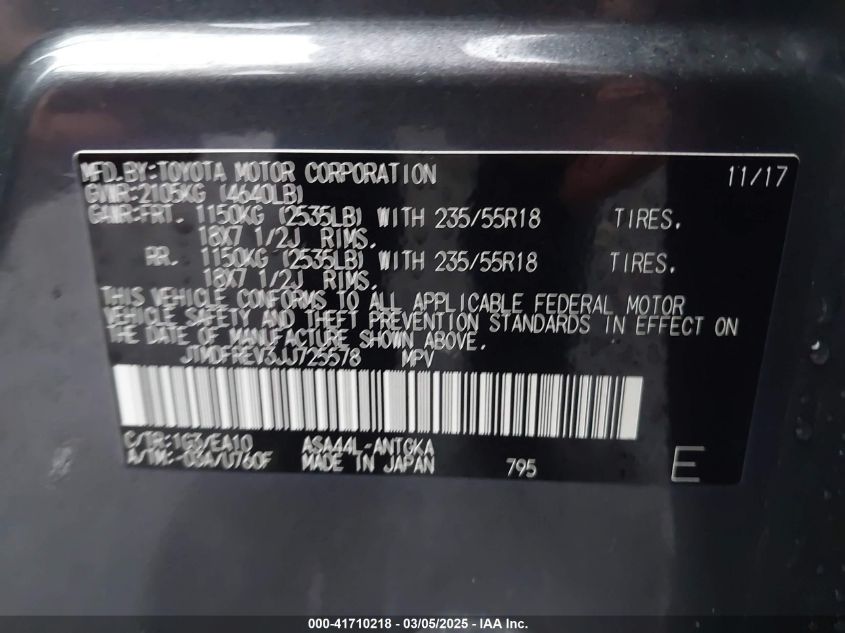 MFD.BY:TOYOTA MOTOR CORPORATION 11/17
GVWR:2105KG (4640LB)
GAWR:FRT. 1150KG (2535LB) WITH 235/55R18 TIRES.
18X7 1/2J RIMS.
RR. 1150KG (2535LB) WITH 235/55R18 TIRES.
18X7 1/2J RIMS.
THIS VEHICLE CONFORMS TO ALL APPLICABLE FEDERAL MOTOR
VEHICLE SAFETY AND THEFT PREVENTION STANDARDS IN EFFECT ON
THE DATE OF MANUFACTURE SHOWN ABOVE.
JTMDFREV3JJ725578 MPV
C/TR:1G3/EA10 ASA44L-ANTGKA
A/TM:-03A/U760F MADE IN JAPAN 795 E
000-41710218 - 03/05/2025 - IAA Inc.